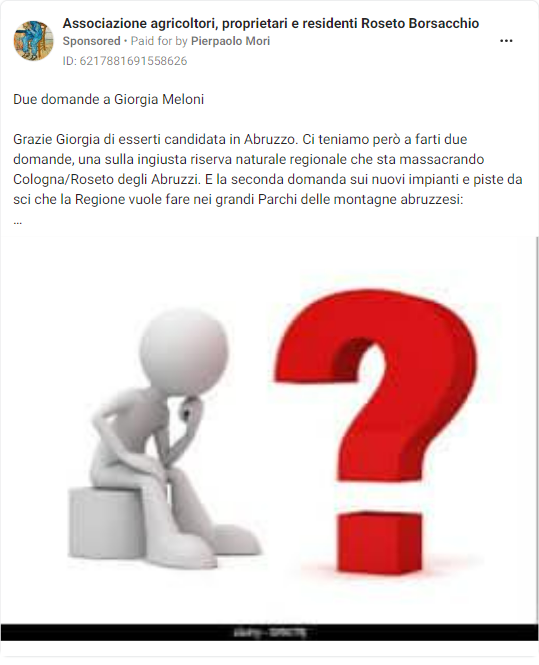 Associazione agricoltori, proprietari e residenti Roseto Borsacchio
Sponsored • Paid for by Pierpaolo Mori
ID: 6217881691558626
Due domande a Giorgia Meloni
Grazie Giorgia di esserti candidata in Abruzzo. Ci teniamo però a farti due
domande, una sulla ingiusta riserva naturale regionale che sta massacrando
Cologna/Roseto degli Abruzzi. E la seconda domanda sui nuovi impianti e piste da
sci che la Regione vuole fare nei grandi Parchi delle montagne abruzzesi:
...
?